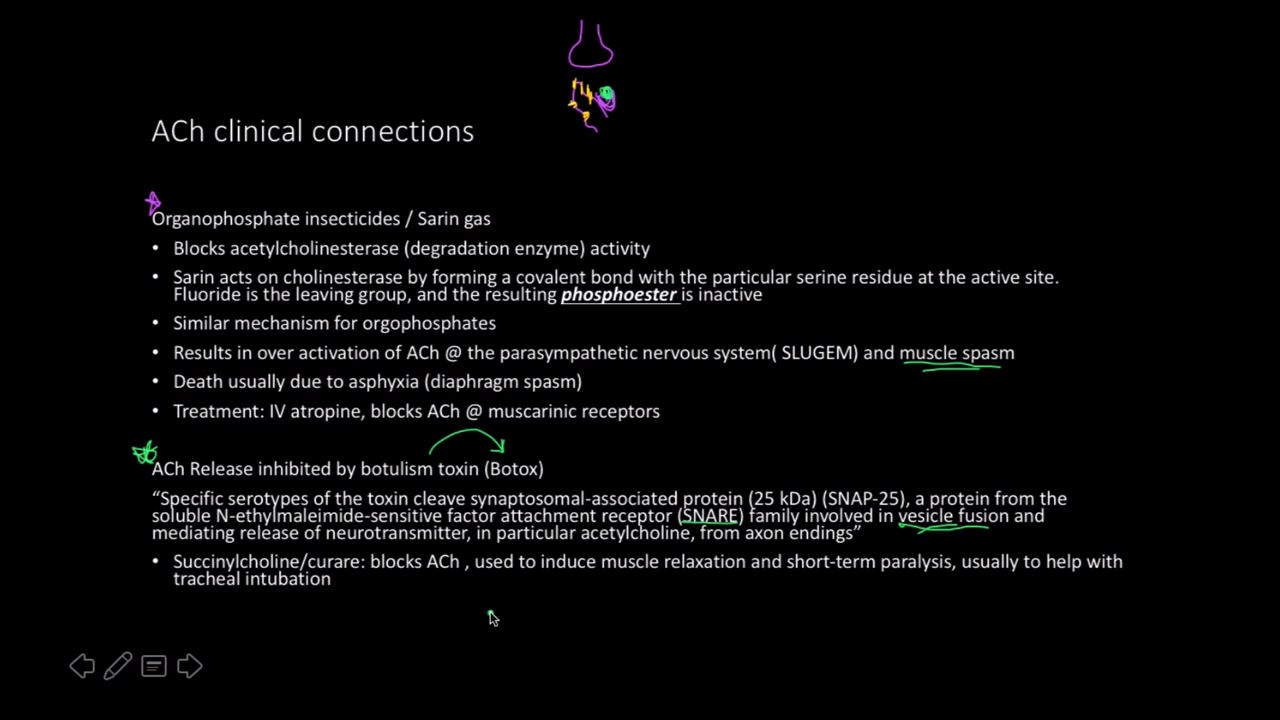 ACh clinical connections
Organophosphate insecticides / Sarin gas
• Blocks acetylcholinesterase (degradation enzyme) activity
• Sarin acts on cholinesterase by forming a covalent bond with the particular serine residue at the active site.
Fluoride is the leaving group, and the resulting phosphoester is inactive
• Similar mechanism for orgophosphates
• Results in over activation of ACh @ the parasympathetic nervous system( SLUGEM) and muscle spasm
• Death usually due to asphyxia (diaphragm spasm)
• Treatment: IV atropine, blocks ACh @ muscarinic receptors
ACh Release inhibited by botulism toxin (Botox)
“Specific serotypes of the toxin cleave synaptosomal-associated protein (25 kDa) (SNAP-25), a protein from the
soluble N-ethylmaleimide-sensitive factor attachment receptor (SNARE) family involved in vesicle fusion and
mediating release of neurotransmitter, in particular acetylcholine, from axon endings”
• Succinylcholine/curare: blocks ACh , used to induce muscle relaxation and short-term paralysis, usually to help with
tracheal intubation